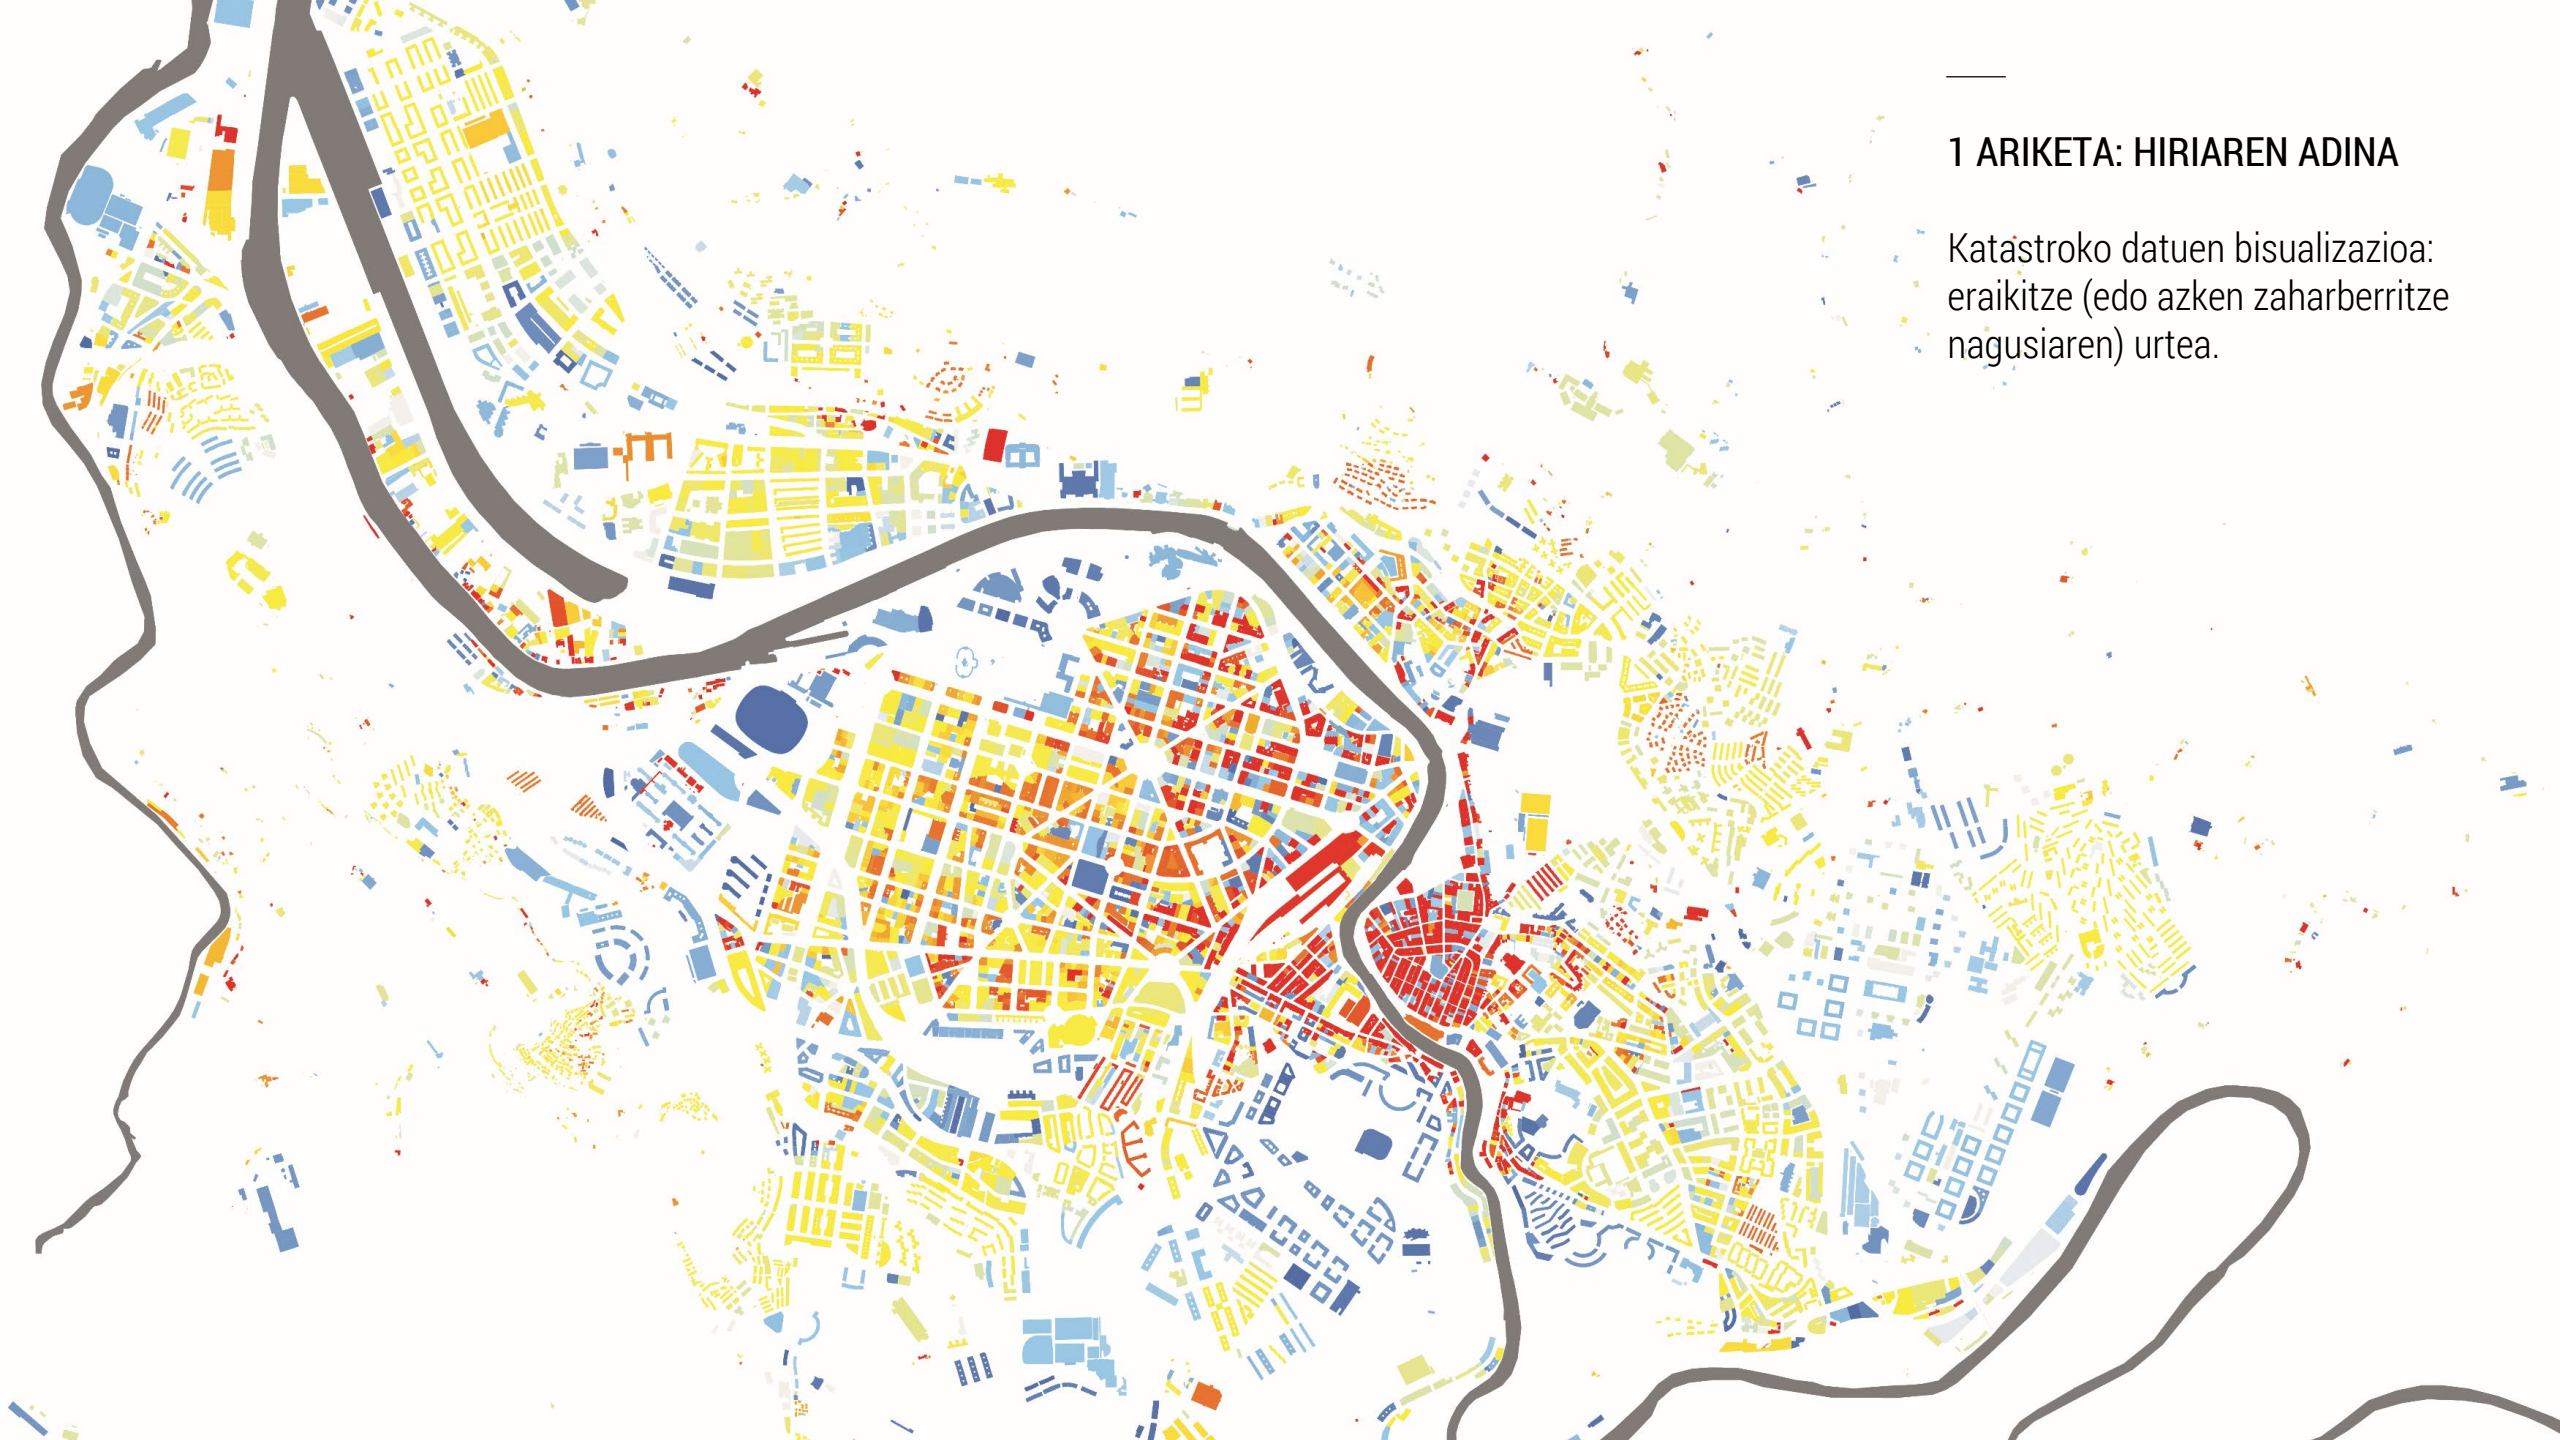 1 ARIKETA: HIRIAREN ADINA
Katastroko datuen bisualizazioa:
eraikitze (edo azken zaharberritze
nagusiaren) urtea.